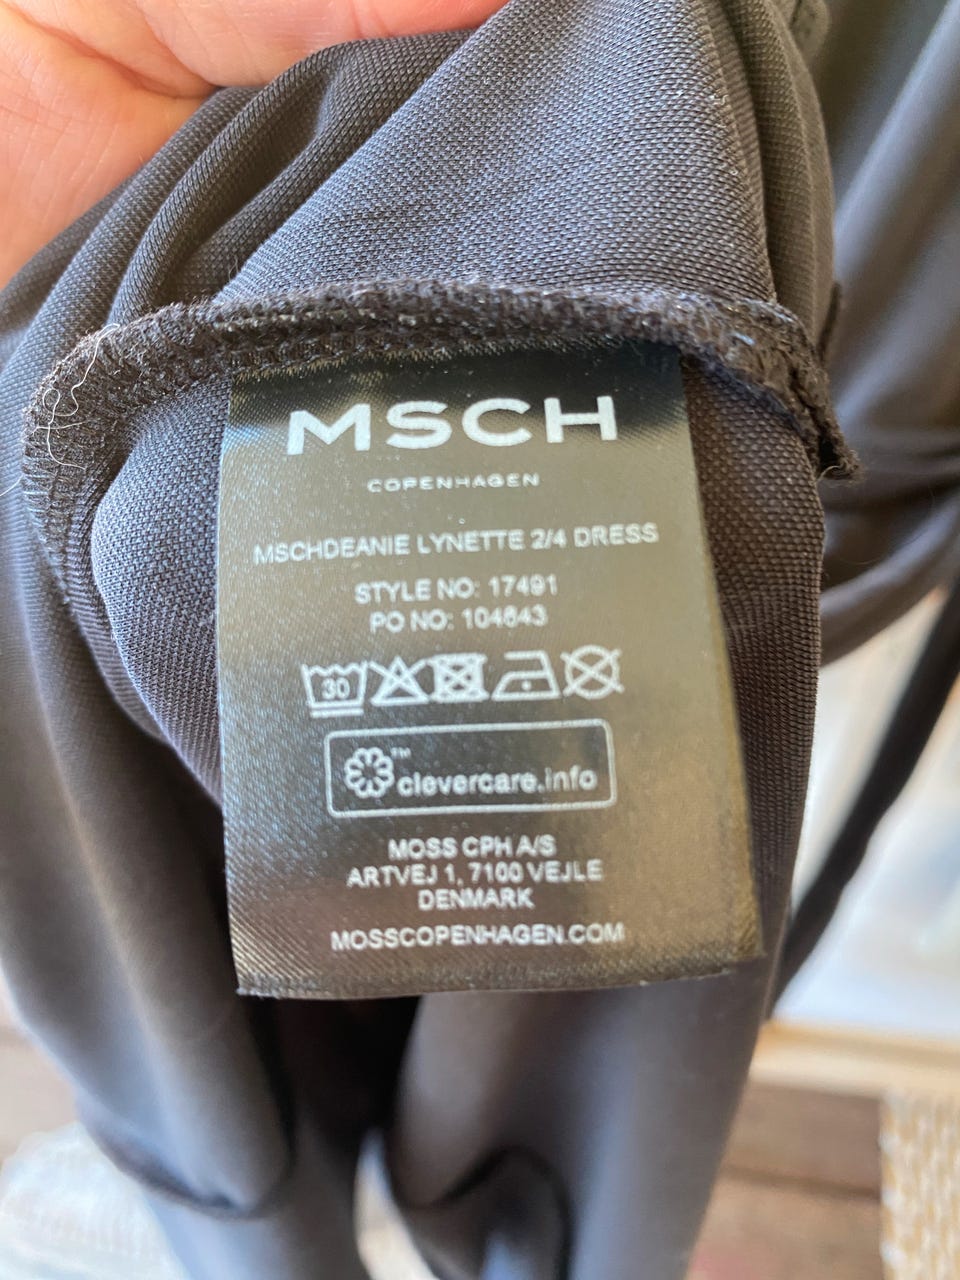 MSCH
COPENHAGEN
MSCHDEANIE LYNETTE 2/4 DRESS
STYLE NO: 17491
PO NO: 104643
30
™
clevercare.info
MOSS CPH A/S
ARTVEJ 1, 7100 VEJLE
DENMARK
MOSSCOPENHAGEN.COM